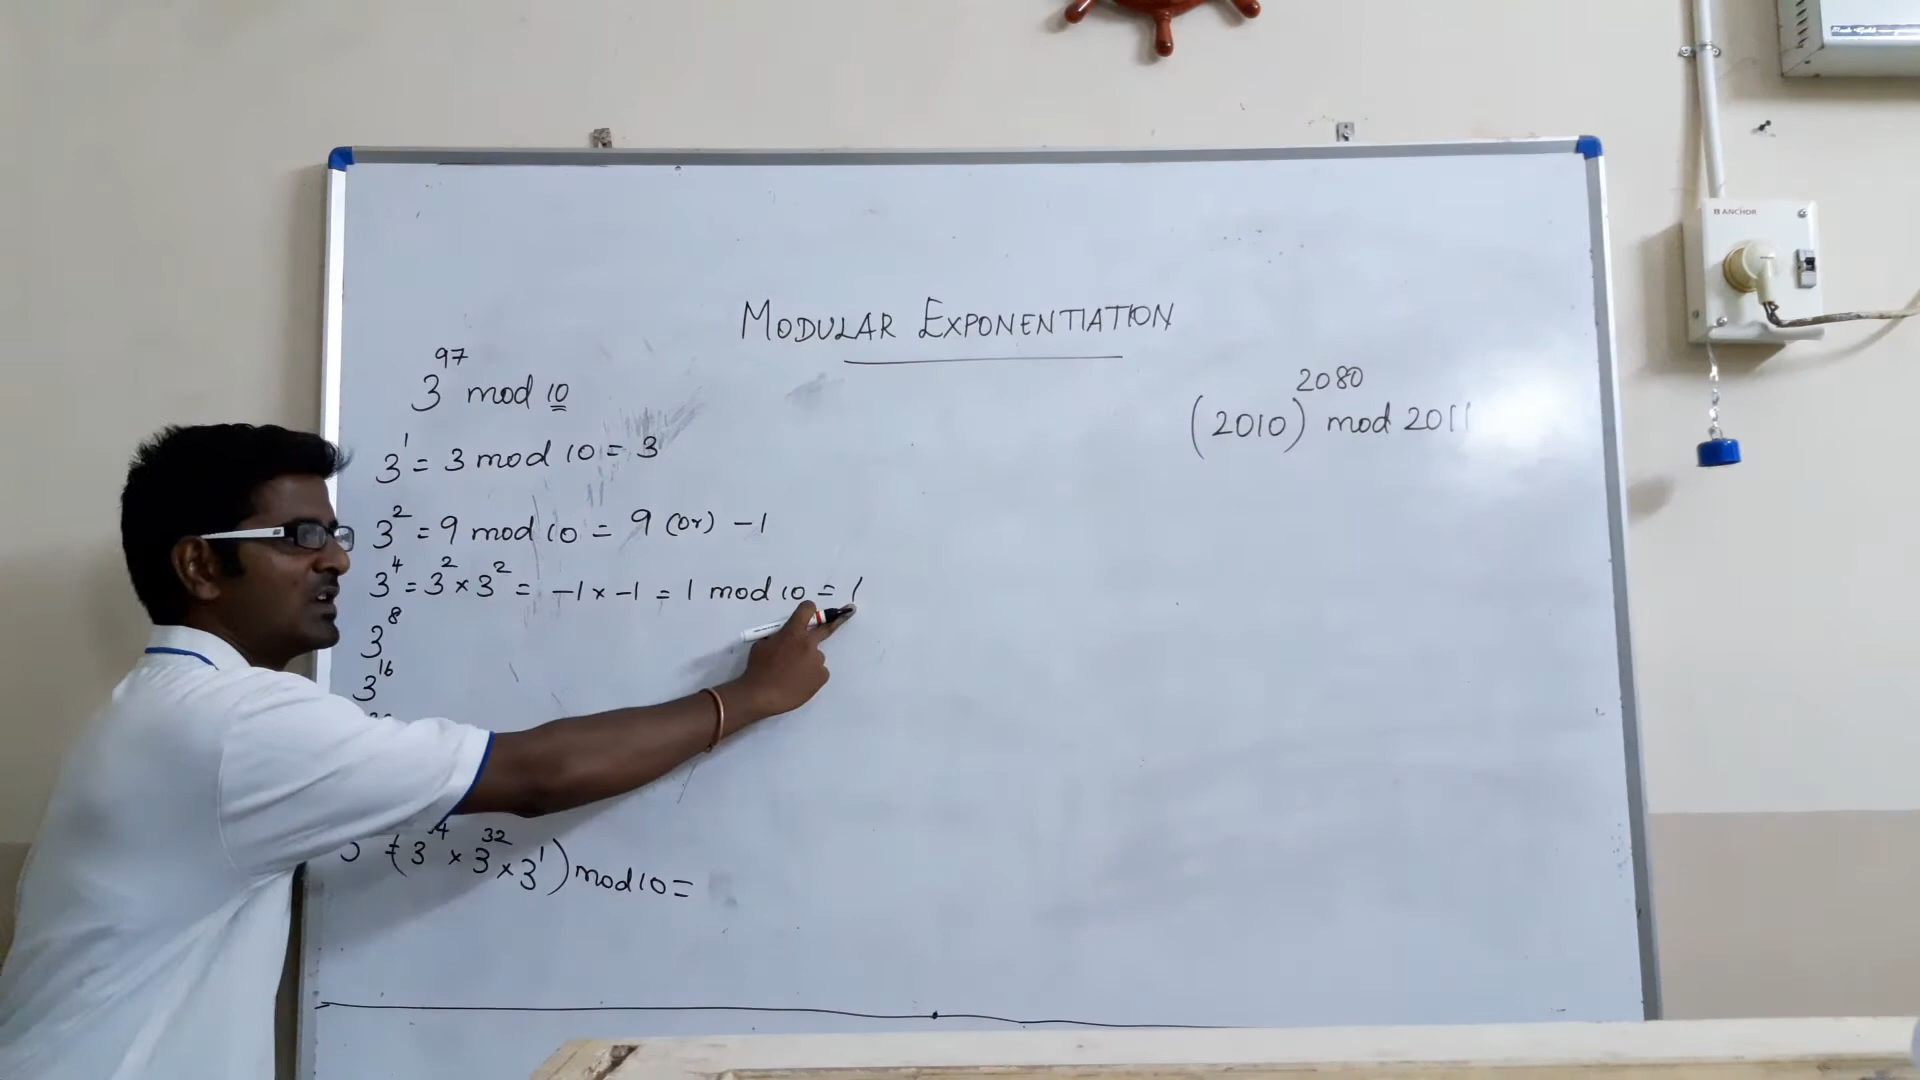 MODULAR EXPONENTIATION
3^97 mod 10
3^1 = 3 mod 10 = 3
3^2 = 9 mod 10 = 9 (or) -1
3^4 = 3^2 × 3^2 = -1 × -1 = 1 mod 10 = 1
3^8
3^16
× 3^32 × 3^1) mod 10 =
(2010)^2080 mod 2011
ANCHOR